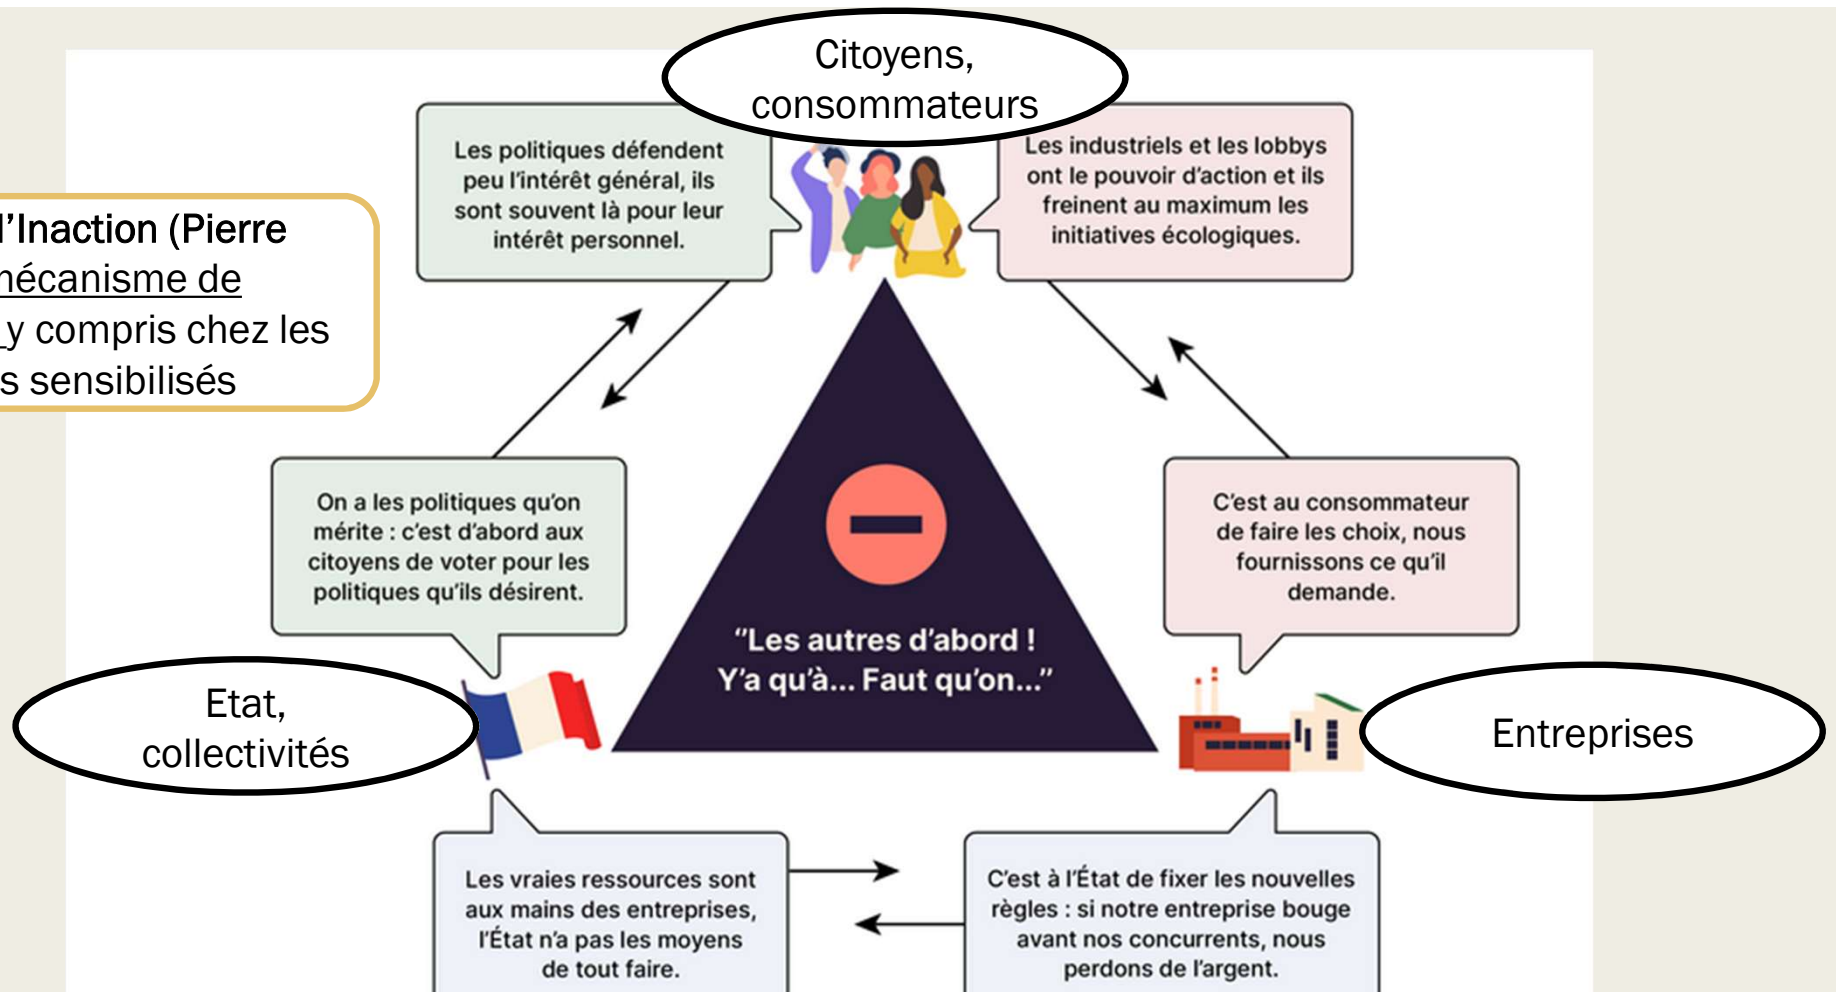 Citoyens,
consommateurs
Les politiques défendent
peu l'intérêt général, ils
sont souvent là pour leur
intérêt personnel.
Les industriels et les lobbys
ont le pouvoir d'action et ils
freinent au maximum les
initiatives écologiques.
l'Inaction (Pierre
mécanisme de
y compris chez les
s sensibilisés
On a les politiques qu'on
mérite : c'est d'abord aux
citoyens de voter pour les
politiques qu'ils désirent.
C'est au consommateur
de faire les choix, nous
fournissons ce qu'il
demande.
"Les autres d'abord !
Y'a qu'à... Faut qu'on..."
Etat,
collectivités
Entreprises
Les vraies ressources sont
aux mains des entreprises,
l'État n'a pas les moyens
de tout faire.
C'est à l'État de fixer les nouvelles
règles : si notre entreprise bouge
avant nos concurrents, nous
perdons de l'argent.